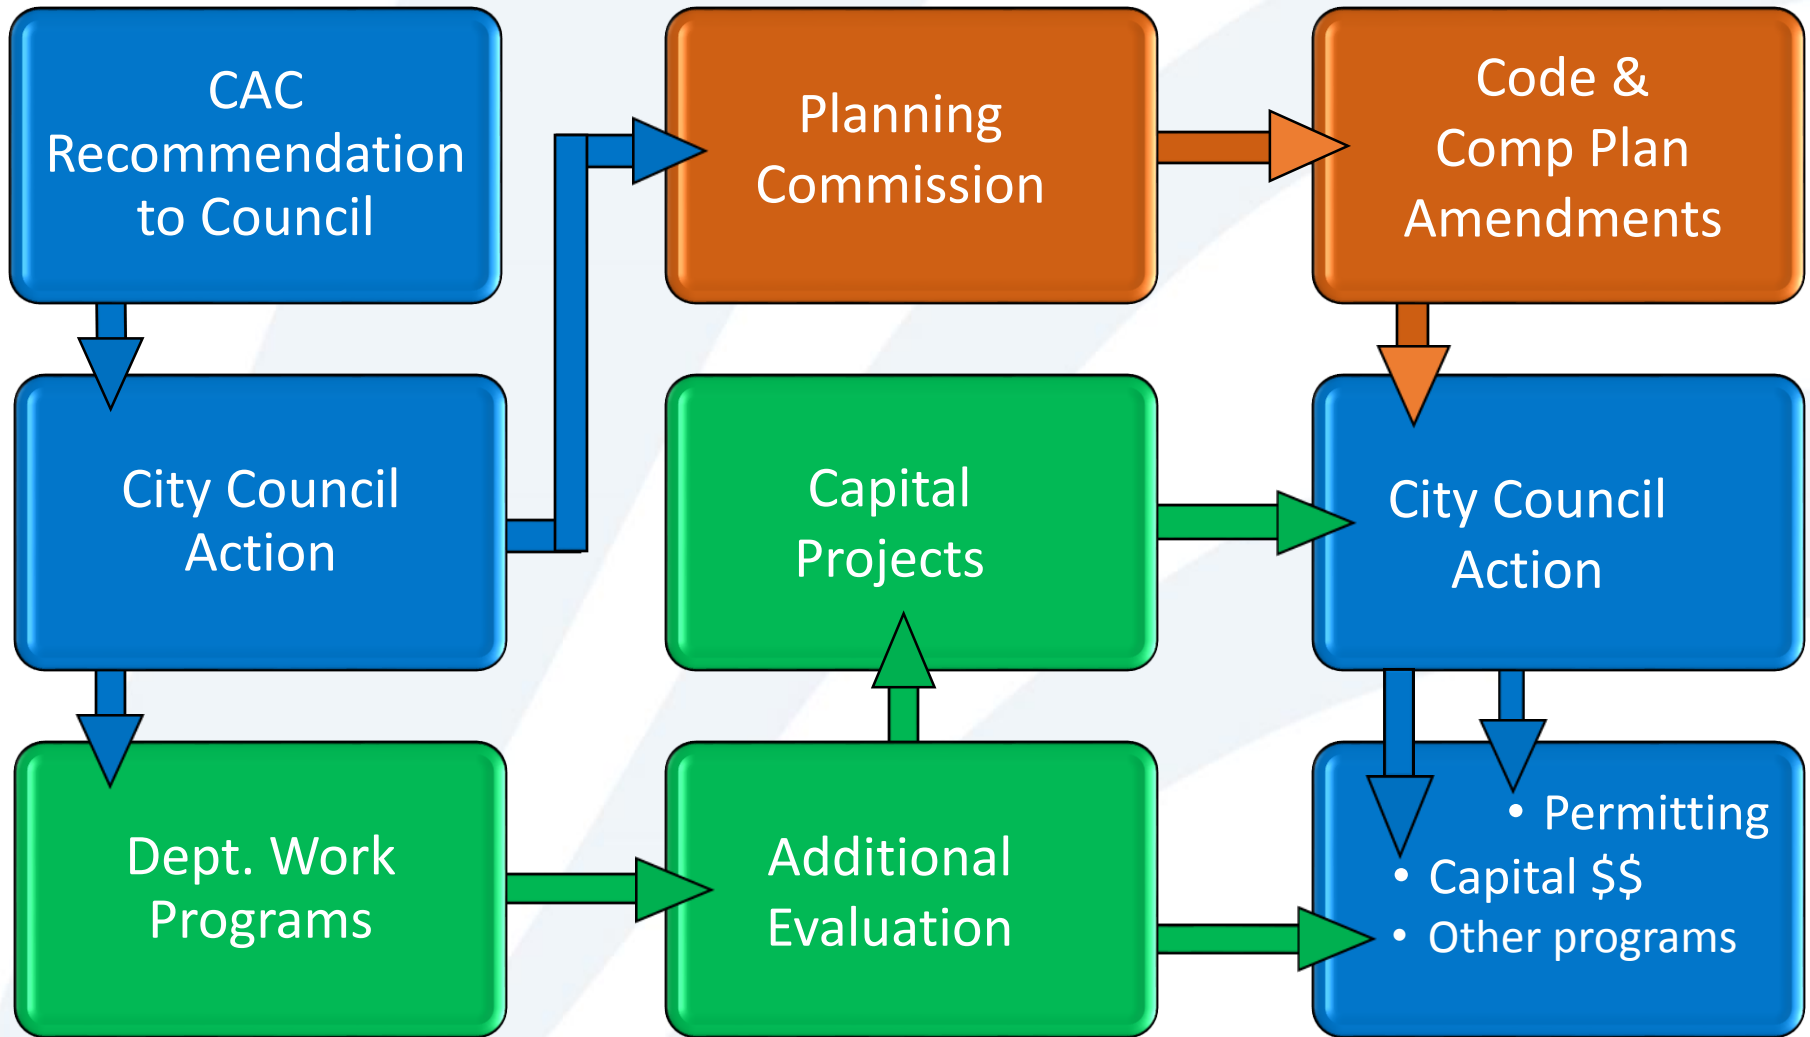 CAC
Recommendation
to Council
Planning
Commission
Code &
Comp Plan
Amendments
City Council
Action
Capital
Projects
City Council
Action
Dept. Work
Programs
Additional
Evaluation
• Permitting
• Capital $$
• Other programs